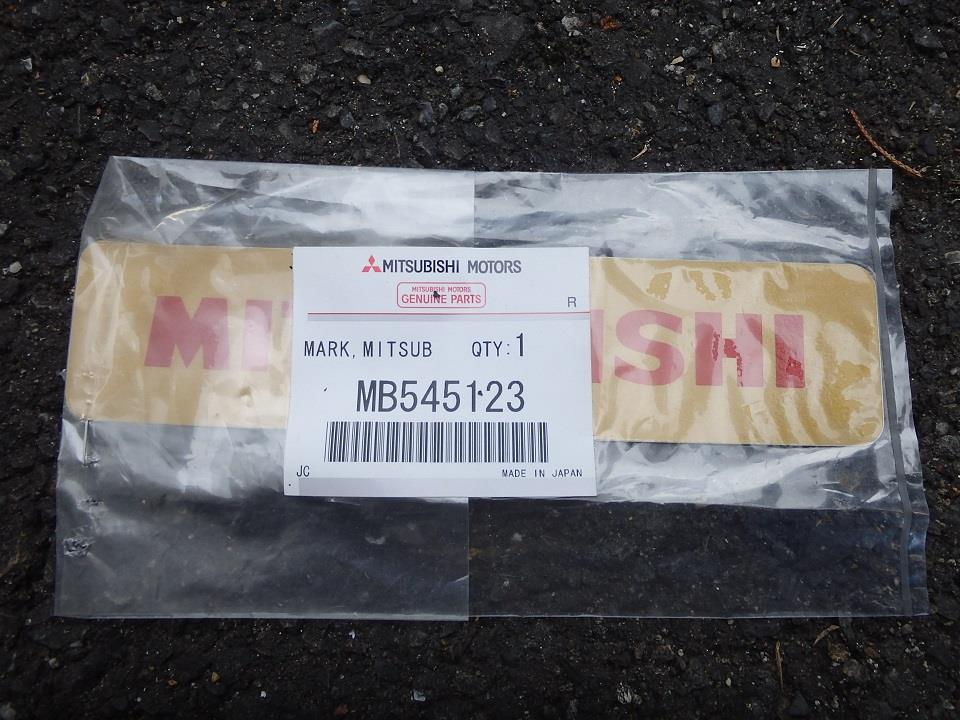 MITSUBISHI MOTORS
MITSUBISHI MOTORS
GENUINE PARTS
R
MARK, MITSUB QTY: 1
MB545123
JC MADE IN JAPAN
MI ISHI